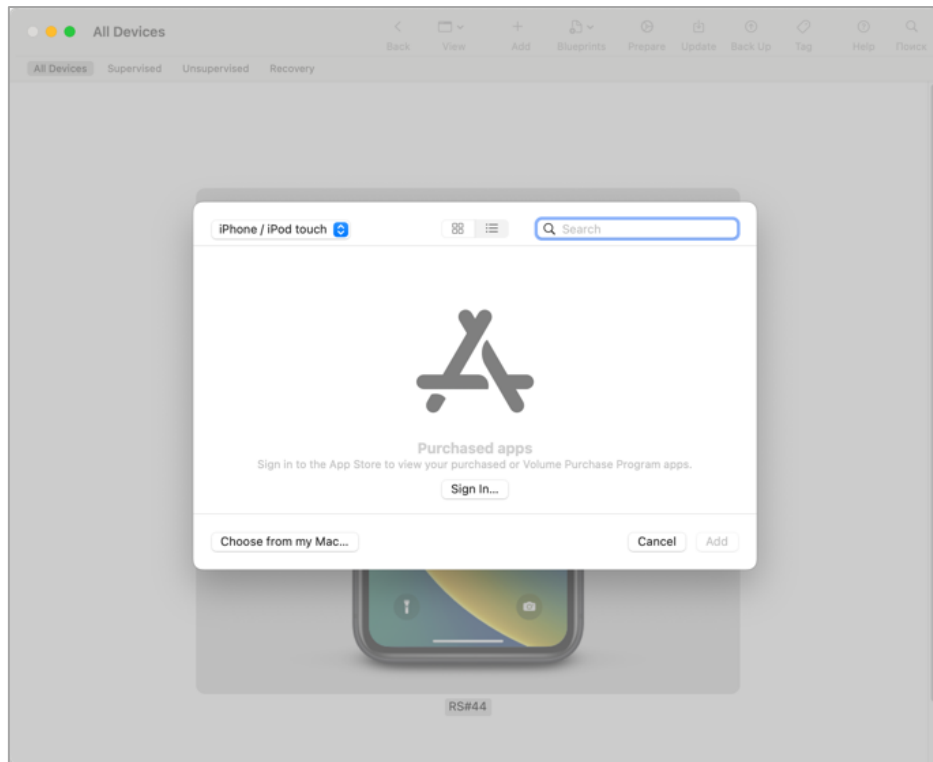 All Devices
Back View Add Blueprints Prepare Update Back Up Tag Help Поиск
All Devices Supervised Unsupervised Recovery
iPhone / iPod touch Search
Purchased apps
Sign in to the App Store to view your purchased or Volume Purchase Program apps.
Sign In...
Choose from my Mac... Cancel Add
RS#44